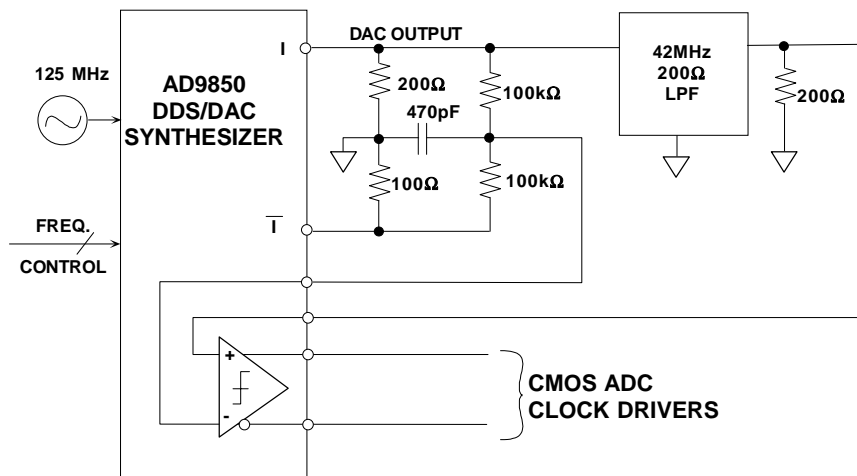 I
DAC OUTPUT
125 MHz
AD9850
DDS/DAC
SYNTHESIZER
200Ω
100kΩ
470pF
42MHz
200Ω
LPF
200Ω
100Ω
100kΩ
I
FREQ.
CONTROL
+
-
CMOS ADC
CLOCK DRIVERS